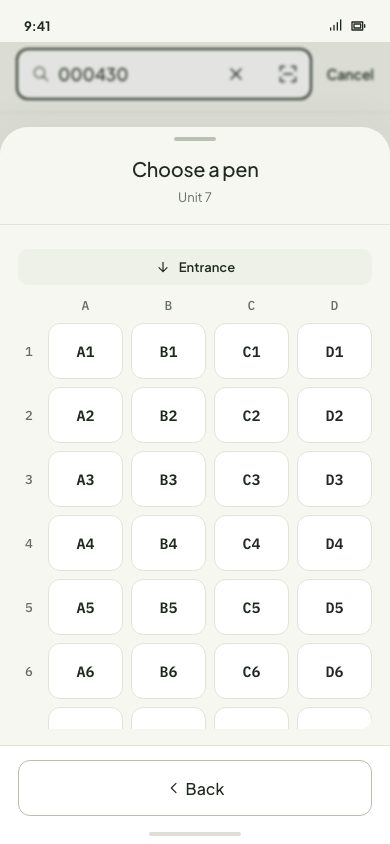 9:41
000430
Cancel
Choose a pen
Unit 7
Entrance
A B C D
1 A1 B1 C1 D1
2 A2 B2 C2 D2
3 A3 B3 C3 D3
4 A4 B4 C4 D4
5 A5 B5 C5 D5
6 A6 B6 C6 D6
Back